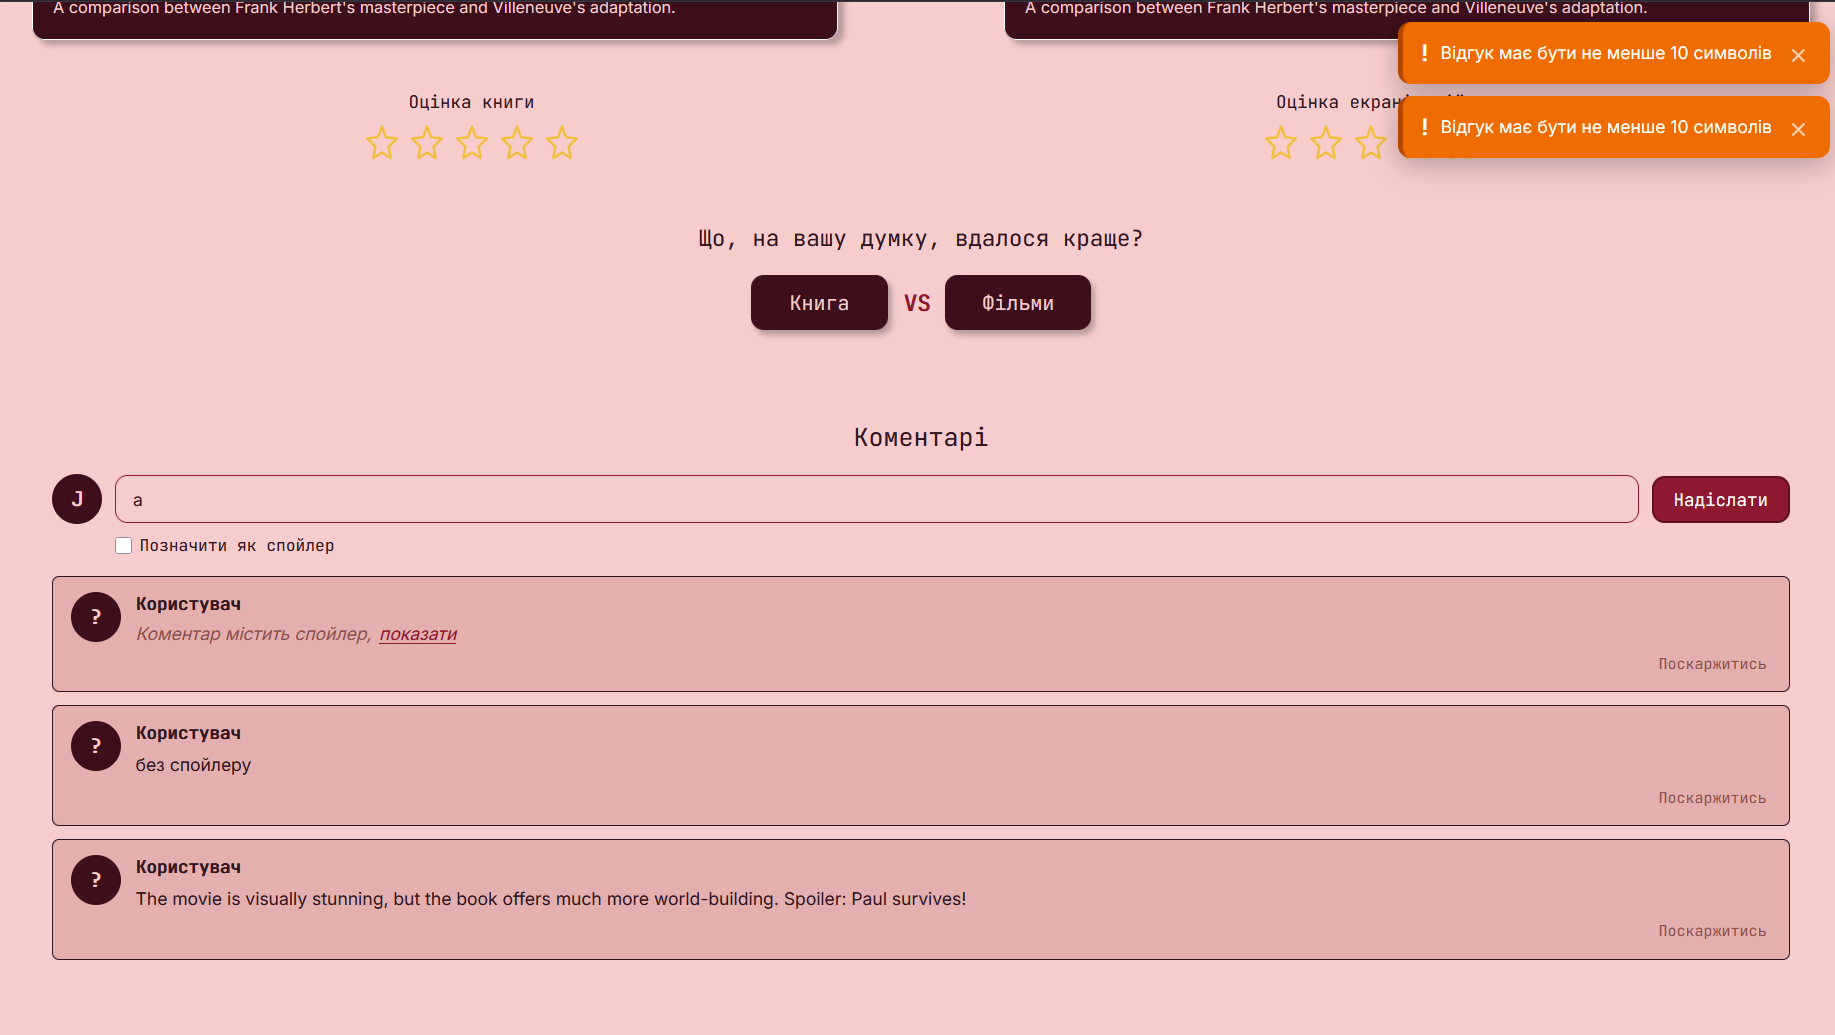 A comparison between Frank Herbert's masterpiece and Villeneuve's adaptation.
A comparison between Frank Herbert's masterpiece and Villeneuve's adaptation.
! Відгук має бути не менше 10 символів ×
! Відгук має бути не менше 10 символів ×
Оцінка книги
Оцінка
Що, на вашу думку, вдалося краще?
Книга VS Фільми
Коментарі
J а Надіслати
Позначити як спойлер
? Користувач
Коментар містить спойлер, показати
Поскаржитись
? Користувач
без спойлеру
Поскаржитись
? Користувач
The movie is visually stunning, but the book offers much more world-building. Spoiler: Paul survives!
Поскаржитись